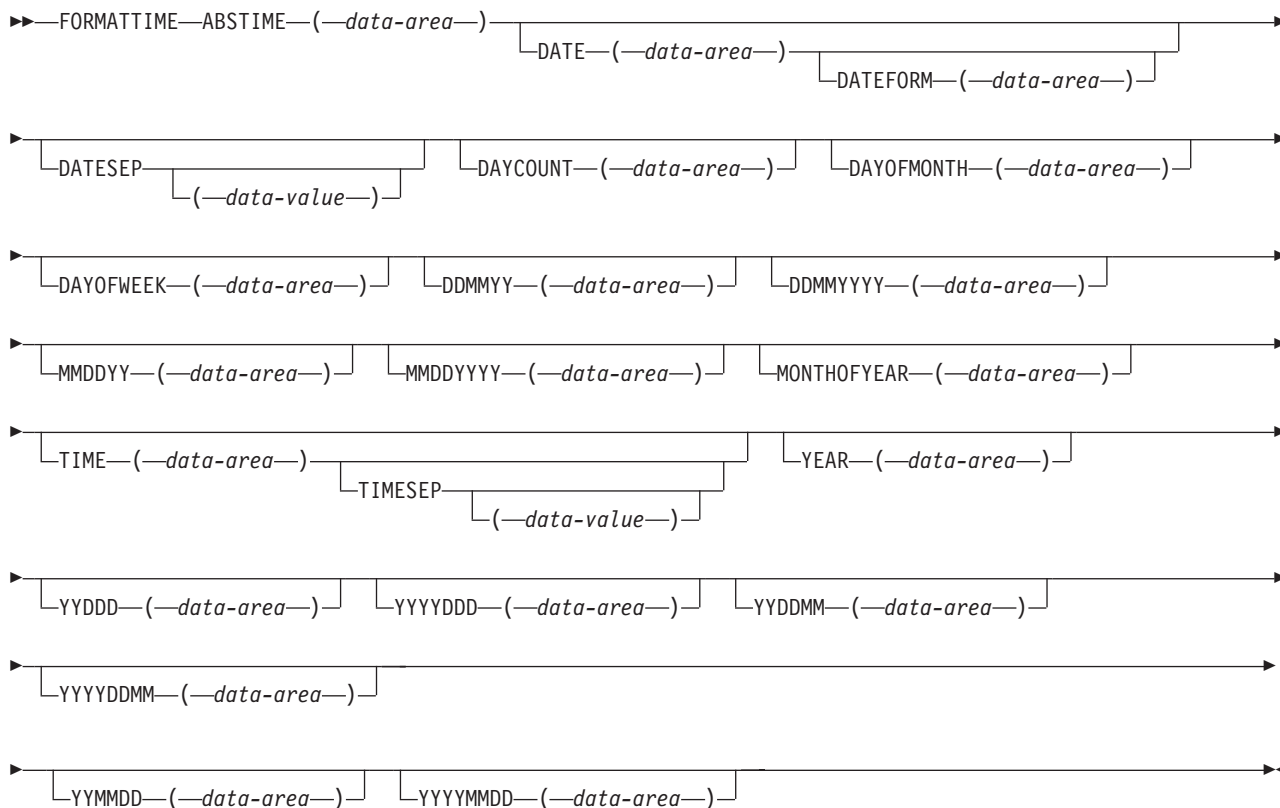 FORMATTIME ABSTIME ( data-area )
DATE ( data-area )
DATEFORM ( data-area )
DATESEP DAYCOUNT ( data-area ) DAYOFMONTH ( data-area )
( data-value )
DAYOFWEEK ( data-area ) DDMMYY ( data-area ) DDMMYYYY ( data-area )
MMDDYY ( data-area ) MMDDYYYY ( data-area ) MONTHOFYEAR ( data-area )
TIME ( data-area ) YEAR ( data-area )
TIMESEP
( data-value )
YYDDD ( data-area ) YYYYDDD ( data-area ) YYDDMM ( data-area )
YYYYDDMM ( data-area )
YYMMDD ( data-area ) YYYYMMDD ( data-area )